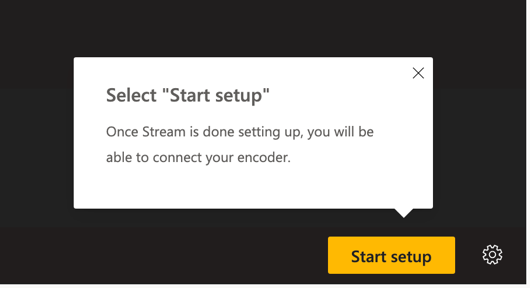 Select "Start setup"
Once Stream is done setting up, you will be
able to connect your encoder.
Start setup